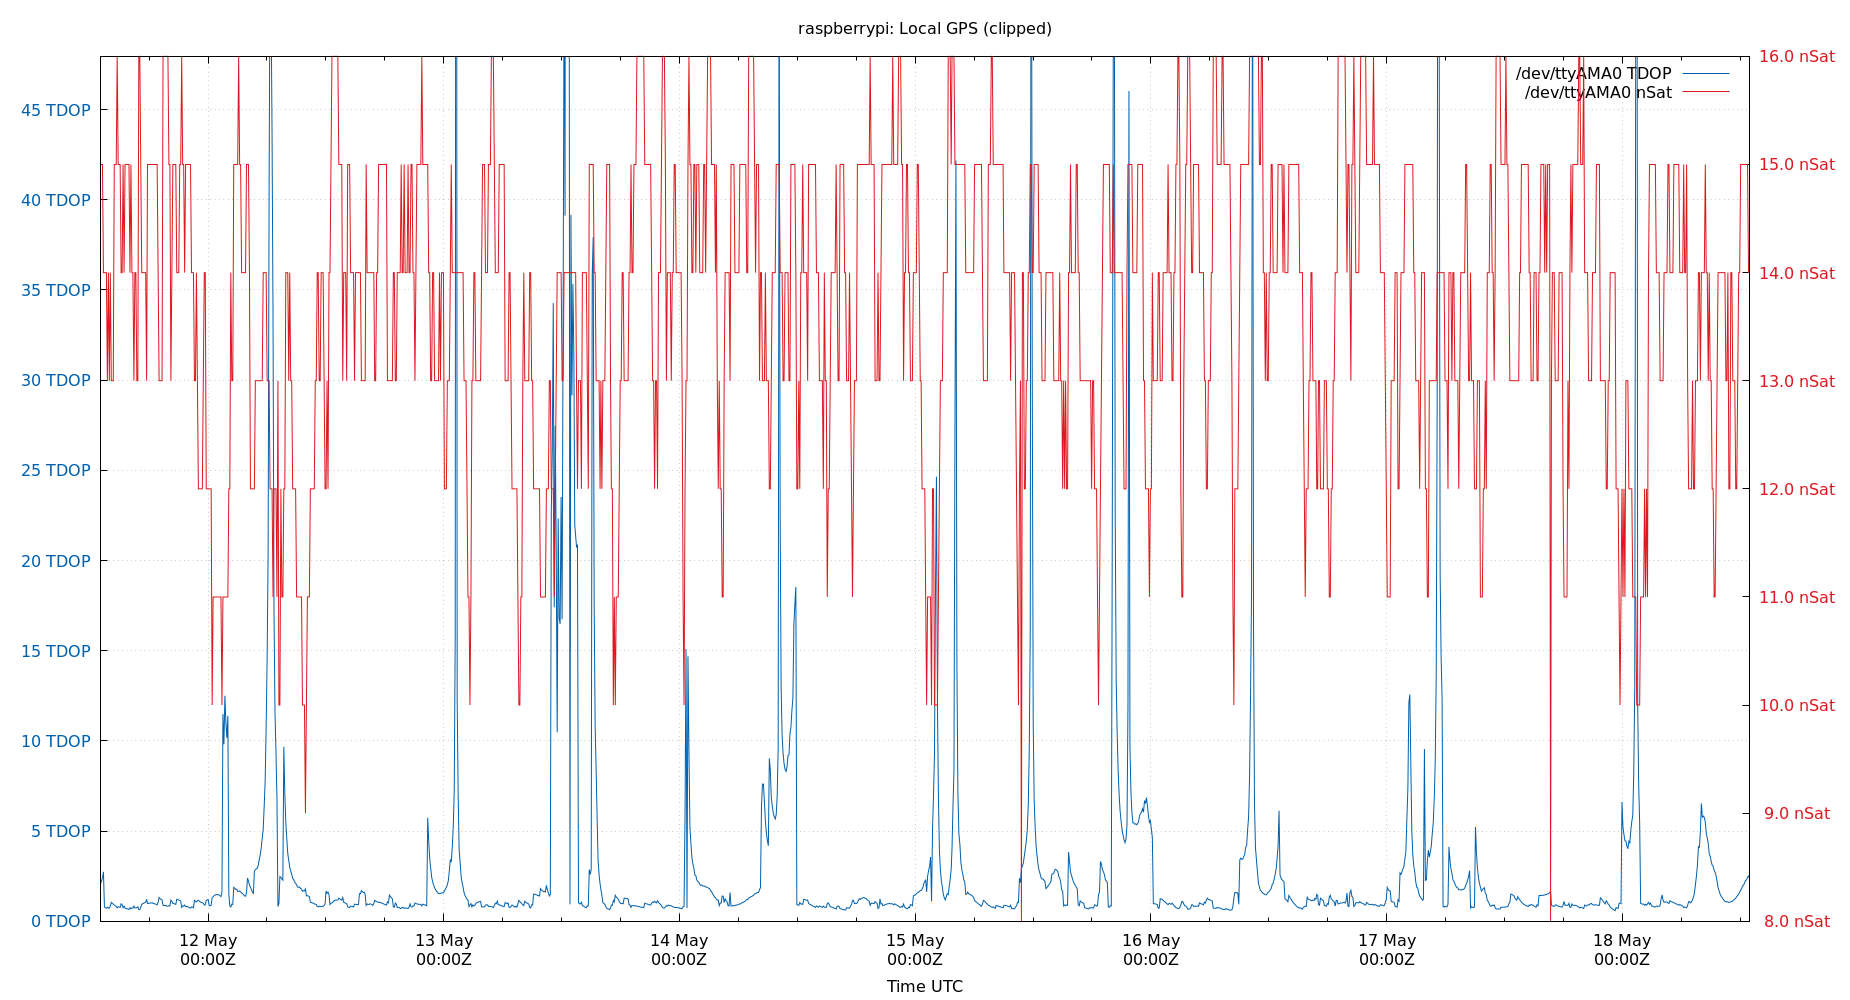 raspberrypi: Local GPS (clipped)
/dev/ttyAMA0 TDOP
/dev/ttyAMA0 nSat
45 TDOP
40 TDOP
35 TDOP
30 TDOP
25 TDOP
20 TDOP
15 TDOP
10 TDOP
5 TDOP
0 TDOP
16.0 nSat
15.0 nSat
14.0 nSat
13.0 nSat
12.0 nSat
11.0 nSat
10.0 nSat
9.0 nSat
8.0 nSat
12 May 13 May 14 May 15 May 16 May 17 May 18 May
00:00Z 00:00Z 00:00Z 00:00Z 00:00Z 00:00Z 00:00Z
Time UTC